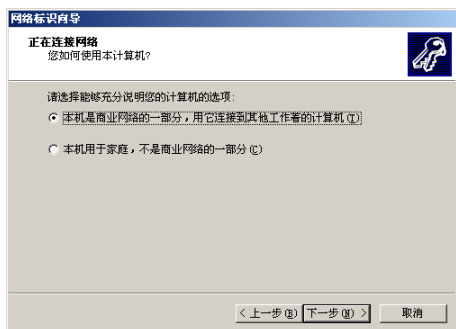 网络标识向导
正在连接网络
您如何使用本计算机?
请选择能够充分说明您的计算机的选项:
本机是商业网络的一部分，用它连接到其他工作着的计算机(T)
本机用于家庭，不是商业网络的一部分(C)
< 上一步(B) 下一步(N) > 取消